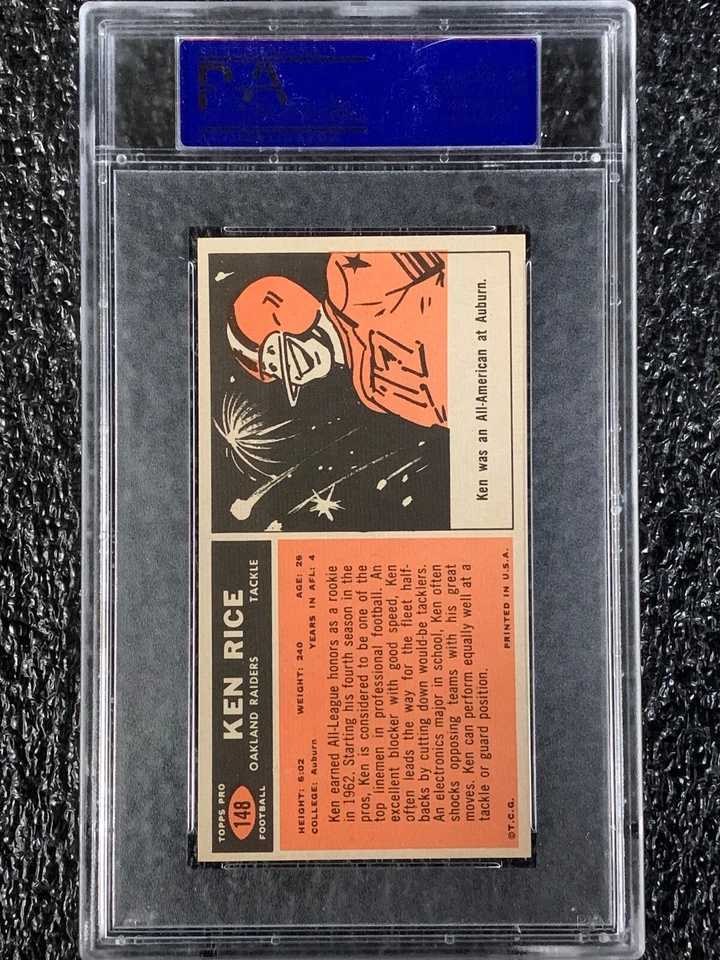 TOPPS PRO
148
FOOTBALL
KEN RICE
OAKLAND RAIDERS TACKLE
HEIGHT: 6:02 WEIGHT: 240 AGE: 26
COLLEGE: Auburn YEARS IN AFL: 4
Ken earned All-League honors as a rookie
in 1962. Starting his fourth season in the
pros, Ken is considered to be one of the
top linemen in professional football. An
excellent blocker with good speed, Ken
often leads the way for the fleet half-
backs by cutting down would-be tacklers.
An electronics major in school, Ken often
shocks opposing teams with his great
moves. Ken can perform equally well at a
tackle or guard position.
©T.C.G. PRINTED IN U.S.A.
Ken was an All-American at Auburn.